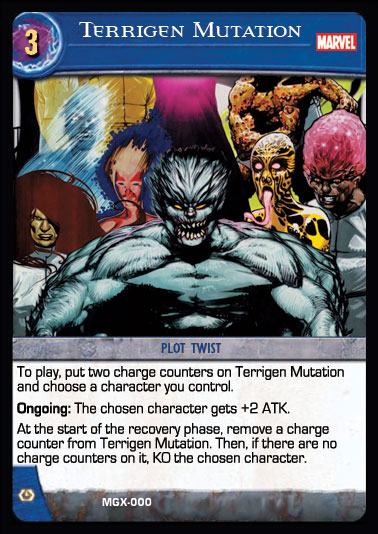 3
Terrigen Mutation
MARVEL
PLOT TWIST
To play, put two charge counters on Terrigen Mutation
and choose a character you control.
Ongoing: The chosen character gets +2 ATK.
At the start of the recovery phase, remove a charge
counter from Terrigen Mutation. Then, if there are no
charge counters on it, KO the chosen character.
MGX-000